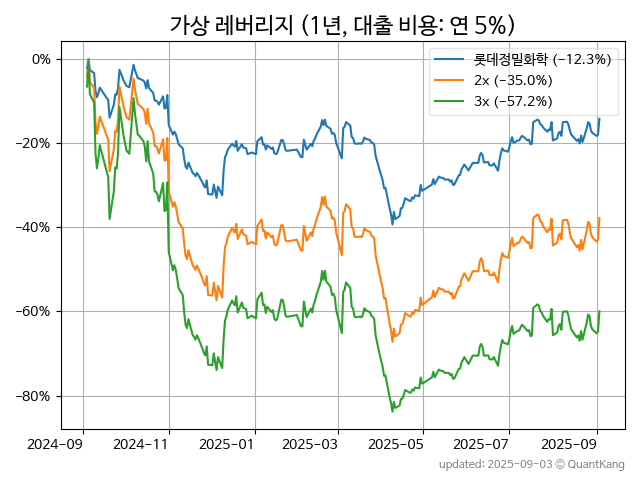 가상 레버리지 (1년, 대출 비용: 연 5%)
롯데정밀화학 (−12.3%)
2x (−35.0%)
3x (−57.2%)
0%
−20%
−40%
−60%
−80%
2024-09 2024-11 2025-01 2025-03 2025-05 2025-07 2025-09
updated: 2025-09-03 © QuantKang